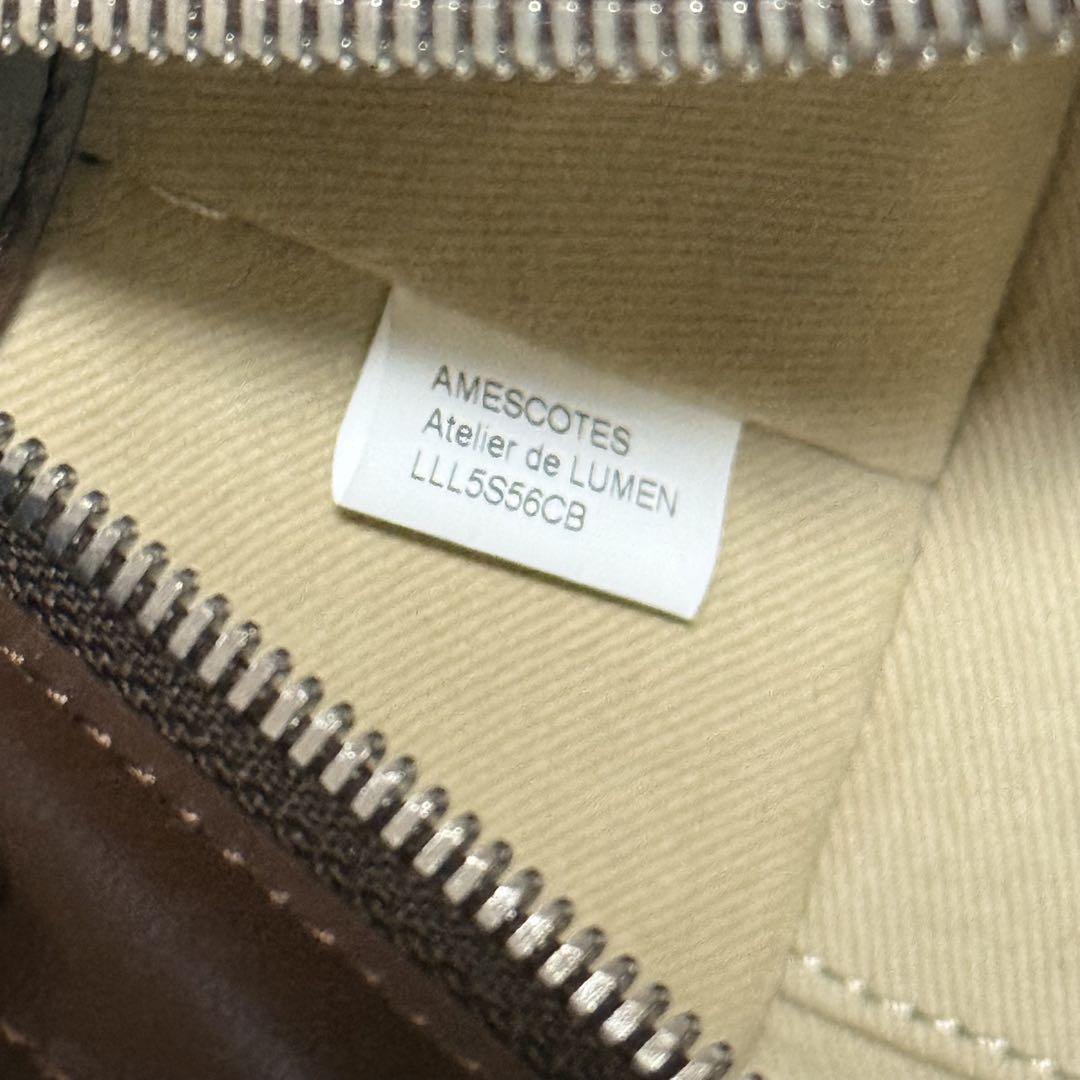 AMESCOTES
Atelier de LUMEN
LLL5S56CB